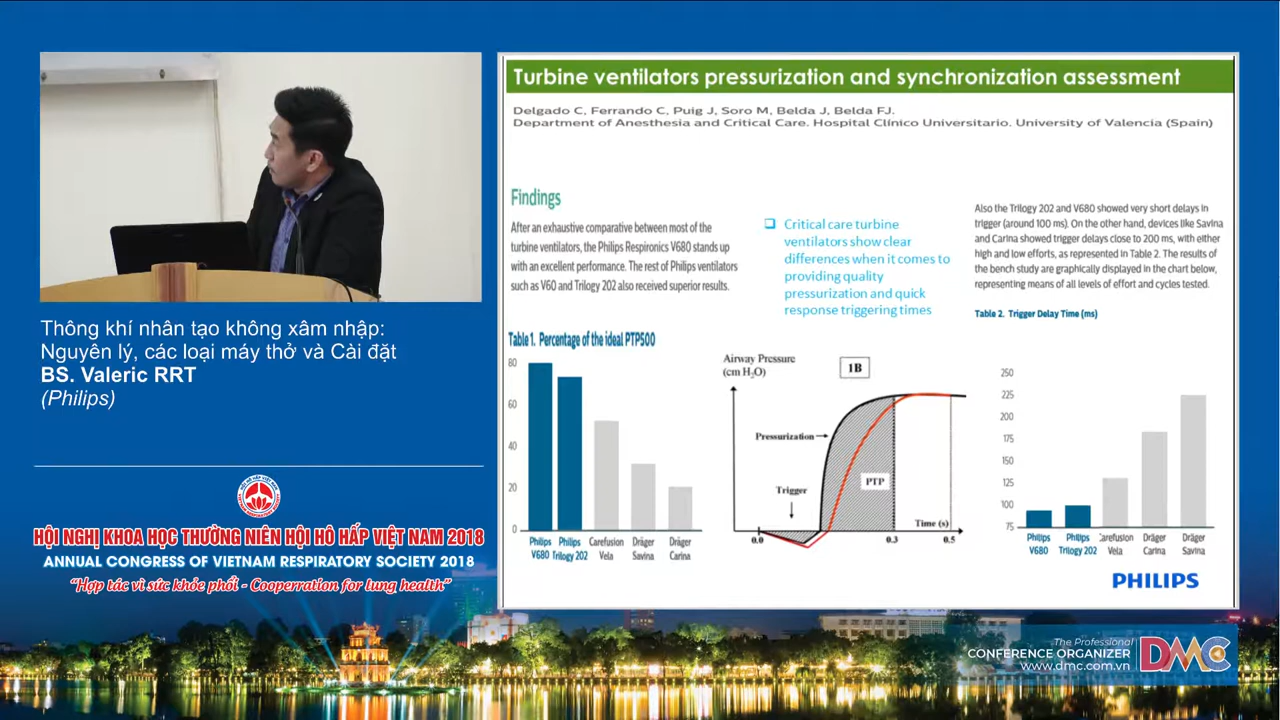 Thông khí nhân tạo không xâm nhập:
Nguyên lý, các loại máy thở và Cài đặt
BS. Valeric RRT
(Philips)
HỘI HÔ HẤP VIỆT NAM
HỘI NGHỊ KHOA HỌC THƯỜNG NIÊN HỘI HÔ HẤP VIỆT NAM 2018
ANNUAL CONGRESS OF VIETNAM RESPIRATORY SOCIETY 2018
“Hợp tác vì sức khỏe phổi - Cooperration for lung health”
Turbine ventilators pressurization and synchronization assessment
Delgado C, Ferrando C, Puig J, Soro M, Belda J, Belda FJ.
Department of Anesthesia and Critical Care. Hospital Clínico Universitario. University of Valencia (Spain)
Findings
After an exhaustive comparative between most of the
turbine ventilators, the Philips Respironics V680 stands up
with an excellent performance. The rest of Philips ventilators
such as V60 and Trilogy 202 also received superior results.
Critical care turbine
ventilators show clear
differences when it comes to
providing quality
pressurization and quick
response triggering times
Also the Trilogy 202 and V680 showed very short delays in
trigger (around 100 ms). On the other hand, devices like Savina
and Carina showed trigger delays close to 200 ms, with either
high and low efforts, as represented in Table 2. The results of
the bench study are graphically displayed in the chart below,
representing means of all levels of effort and cycles tested.
Table 1. Percentage of the ideal PTP500
80
60
40
20
0
Philips V680
Philips Trilogy 202
Carefusion Vela
Dräger Savina
Dräger Carina
Airway Pressure
(cm H2O)
1B
Pressurization
PTP
Trigger
Time (s)
0.0
0.3
0.5
Table 2. Trigger Delay Time (ms)
250
225
200
175
150
125
100
75
Philips V680
Philips Trilogy 202
Carefusion Vela
Dräger Carina
Dräger Savina
PHILIPS
The Professional
CONFERENCE ORGANIZER
www.dmc.com.vn
DMC